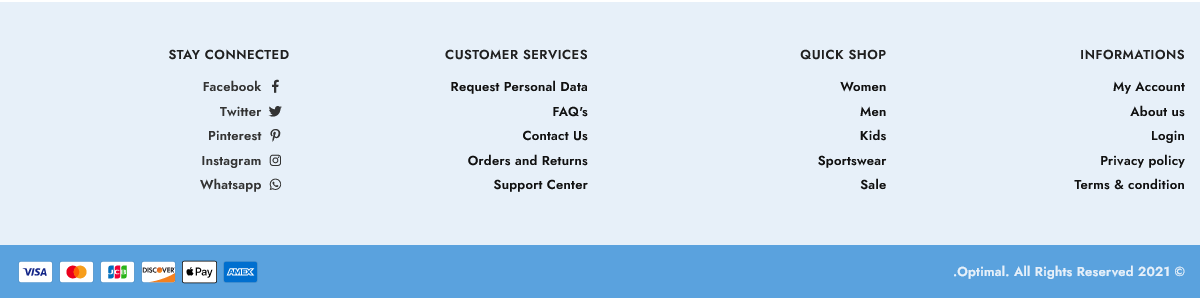 INFORMATIONS
My Account
About us
Login
Privacy policy
Terms & condition
QUICK SHOP
Women
Men
Kids
Sportswear
Sale
CUSTOMER SERVICES
Request Personal Data
FAQ's
Contact Us
Orders and Returns
Support Center
STAY CONNECTED
Facebook
Twitter
Pinterest
Instagram
Whatsapp
.Optimal. All Rights Reserved 2021 ©
VISA JCB DISCOVER Pay AMEX